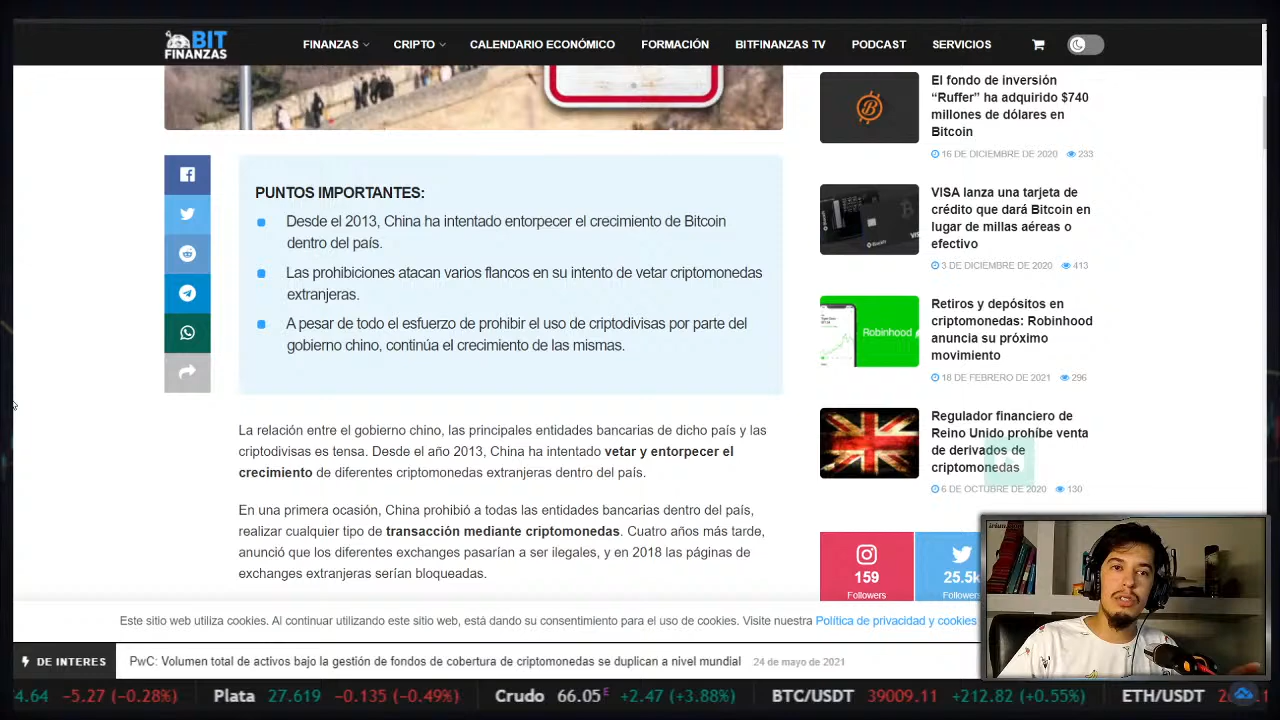 BIT
FINANZAS
FINANZAS
CRIPTO
CALENDARIO ECONÓMICO
FORMACIÓN
BITFINANZAS TV
PODCAST
SERVICIOS
PUNTOS IMPORTANTES:
Desde el 2013, China ha intentado entorpecer el crecimiento de Bitcoin
dentro del país.
Las prohibiciones atacan varios flancos en su intento de vetar criptomonedas
extranjeras.
A pesar de todo el esfuerzo de prohibir el uso de criptodivisas por parte del
gobierno chino, continúa el crecimiento de las mismas.
La relación entre el gobierno chino, las principales entidades bancarias de dicho país y las
criptodivisas es tensa. Desde el año 2013, China ha intentado vetar y entorpecer el
crecimiento de diferentes criptomonedas extranjeras dentro del país.
En una primera ocasión, China prohibió a todas las entidades bancarias dentro del país,
realizar cualquier tipo de transacción mediante criptomonedas. Cuatro años más tarde,
anunció que los diferentes exchanges pasarían a ser ilegales, y en 2018 las páginas de
exchanges extranjeras serían bloqueadas.
El fondo de inversión
“Ruffer” ha adquirido $740
millones de dólares en
Bitcoin
16 DE DICIEMBRE DE 2020 233
VISA lanza una tarjeta de
crédito que dará Bitcoin en
lugar de millas aéreas o
efectivo
3 DE DICIEMBRE DE 2020 413
Robinhood
Retiros y depósitos en
criptomonedas: Robinhood
anuncia su próximo
movimiento
18 DE FEBRERO DE 2021 296
Regulador financiero de
Reino Unido prohíbe venta
de derivados de
criptomonedas
6 DE OCTUBRE DE 2020 130
159
Followers
25.5k
Followers
Este sitio web utiliza cookies. Al continuar utilizando este sitio web, está dando su consentimiento para el uso de cookies. Visite nuestra Política de privacidad y cookies
DE INTERES
PwC: Volumen total de activos bajo la gestión de fondos de cobertura de criptomonedas se duplican a nivel mundial 24 de mayo de 2021
4.64 −5.27 (−0.28%) Plata 27.619 −0.135 (−0.49%) Crudo 66.05 E +2.47 (+3.88%) BTC/USDT 39009.11 +212.82 (+0.55%) ETH/USDT